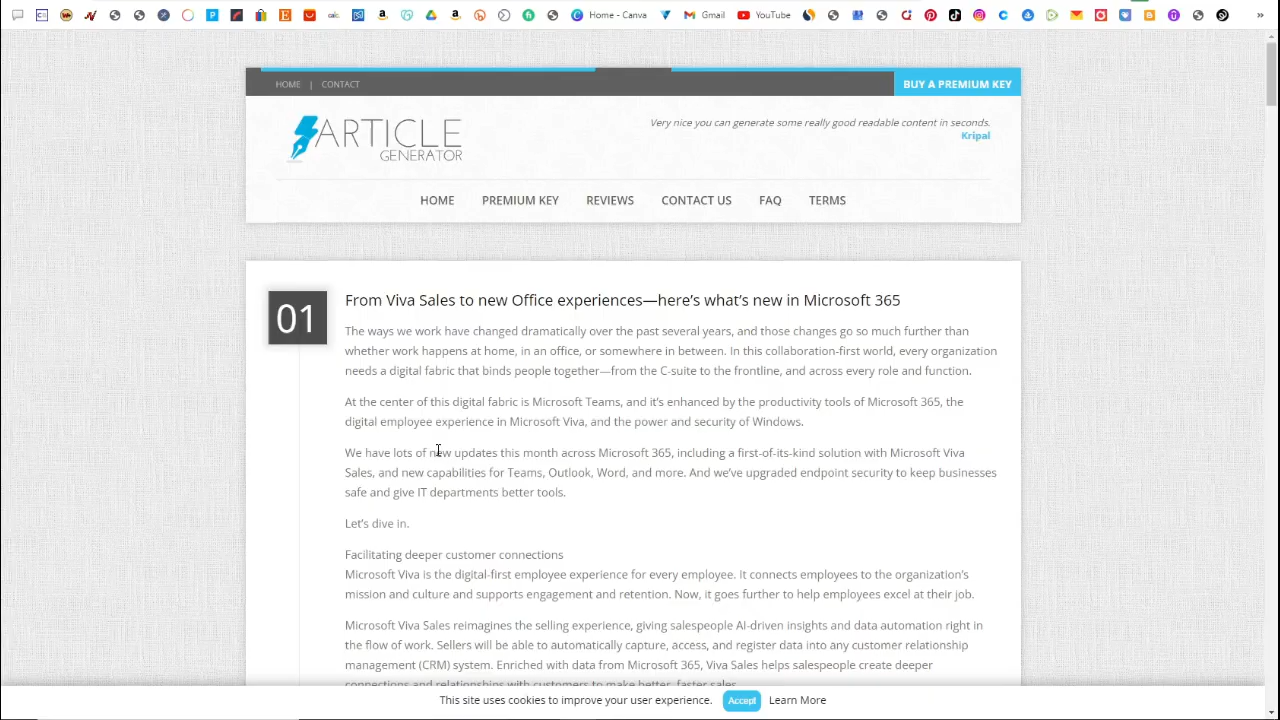 Home - Canva
Gmail
YouTube
»
HOME | CONTACT
BUY A PREMIUM KEY
ARTICLE
GENERATOR
Very nice you can generate some really good readable content in seconds.
Kripal
HOME
PREMIUM KEY
REVIEWS
CONTACT US
FAQ
TERMS
01
From Viva Sales to new Office experiences—here’s what’s new in Microsoft 365
The ways we work have changed dramatically over the past several years, and those changes go so much further than
whether work happens at home, in an office, or somewhere in between. In this collaboration-first world, every organization
needs a digital fabric that binds people together—from the C-suite to the frontline, and across every role and function.
At the center of this digital fabric is Microsoft Teams, and it’s enhanced by the productivity tools of Microsoft 365, the
digital employee experience in Microsoft Viva, and the power and security of Windows.
We have lots of new updates this month across Microsoft 365, including a first-of-its-kind solution with Microsoft Viva
Sales, and new capabilities for Teams, Outlook, Word, and more. And we’ve upgraded endpoint security to keep businesses
safe and give IT departments better tools.
Let’s dive in.
Facilitating deeper customer connections
Microsoft Viva is the digital-first employee experience for every employee. It connects employees to the organization’s
mission and culture and supports engagement and retention. Now, it goes further to help employees excel at their job.
Microsoft Viva Sales reimagines the selling experience, giving salespeople AI-driven insights and data automation right in
the flow of work. Sellers will be able to automatically capture, access, and register data into any customer relationship
management (CRM) system. Enriched with data from Microsoft 365, Viva Sales helps salespeople create deeper
connections and relationships with customers to make better, faster sales.
This site uses cookies to improve your user experience.
Accept
Learn More